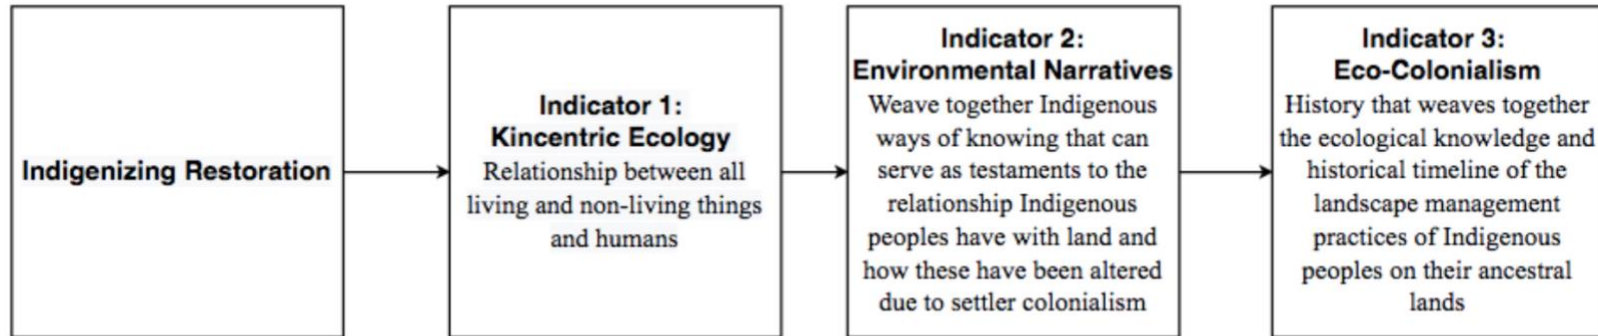 Indigenizing Restoration
Indicator 1:
Kincentric Ecology
Relationship between all
living and non-living things
and humans
Indicator 2:
Environmental Narratives
Weave together Indigenous
ways of knowing that can
serve as testaments to the
relationship Indigenous
peoples have with land and
how these have been altered
due to settler colonialism
Indicator 3:
Eco-Colonialism
History that weaves together
the ecological knowledge and
historical timeline of the
landscape management
practices of Indigenous
peoples on their ancestral
lands